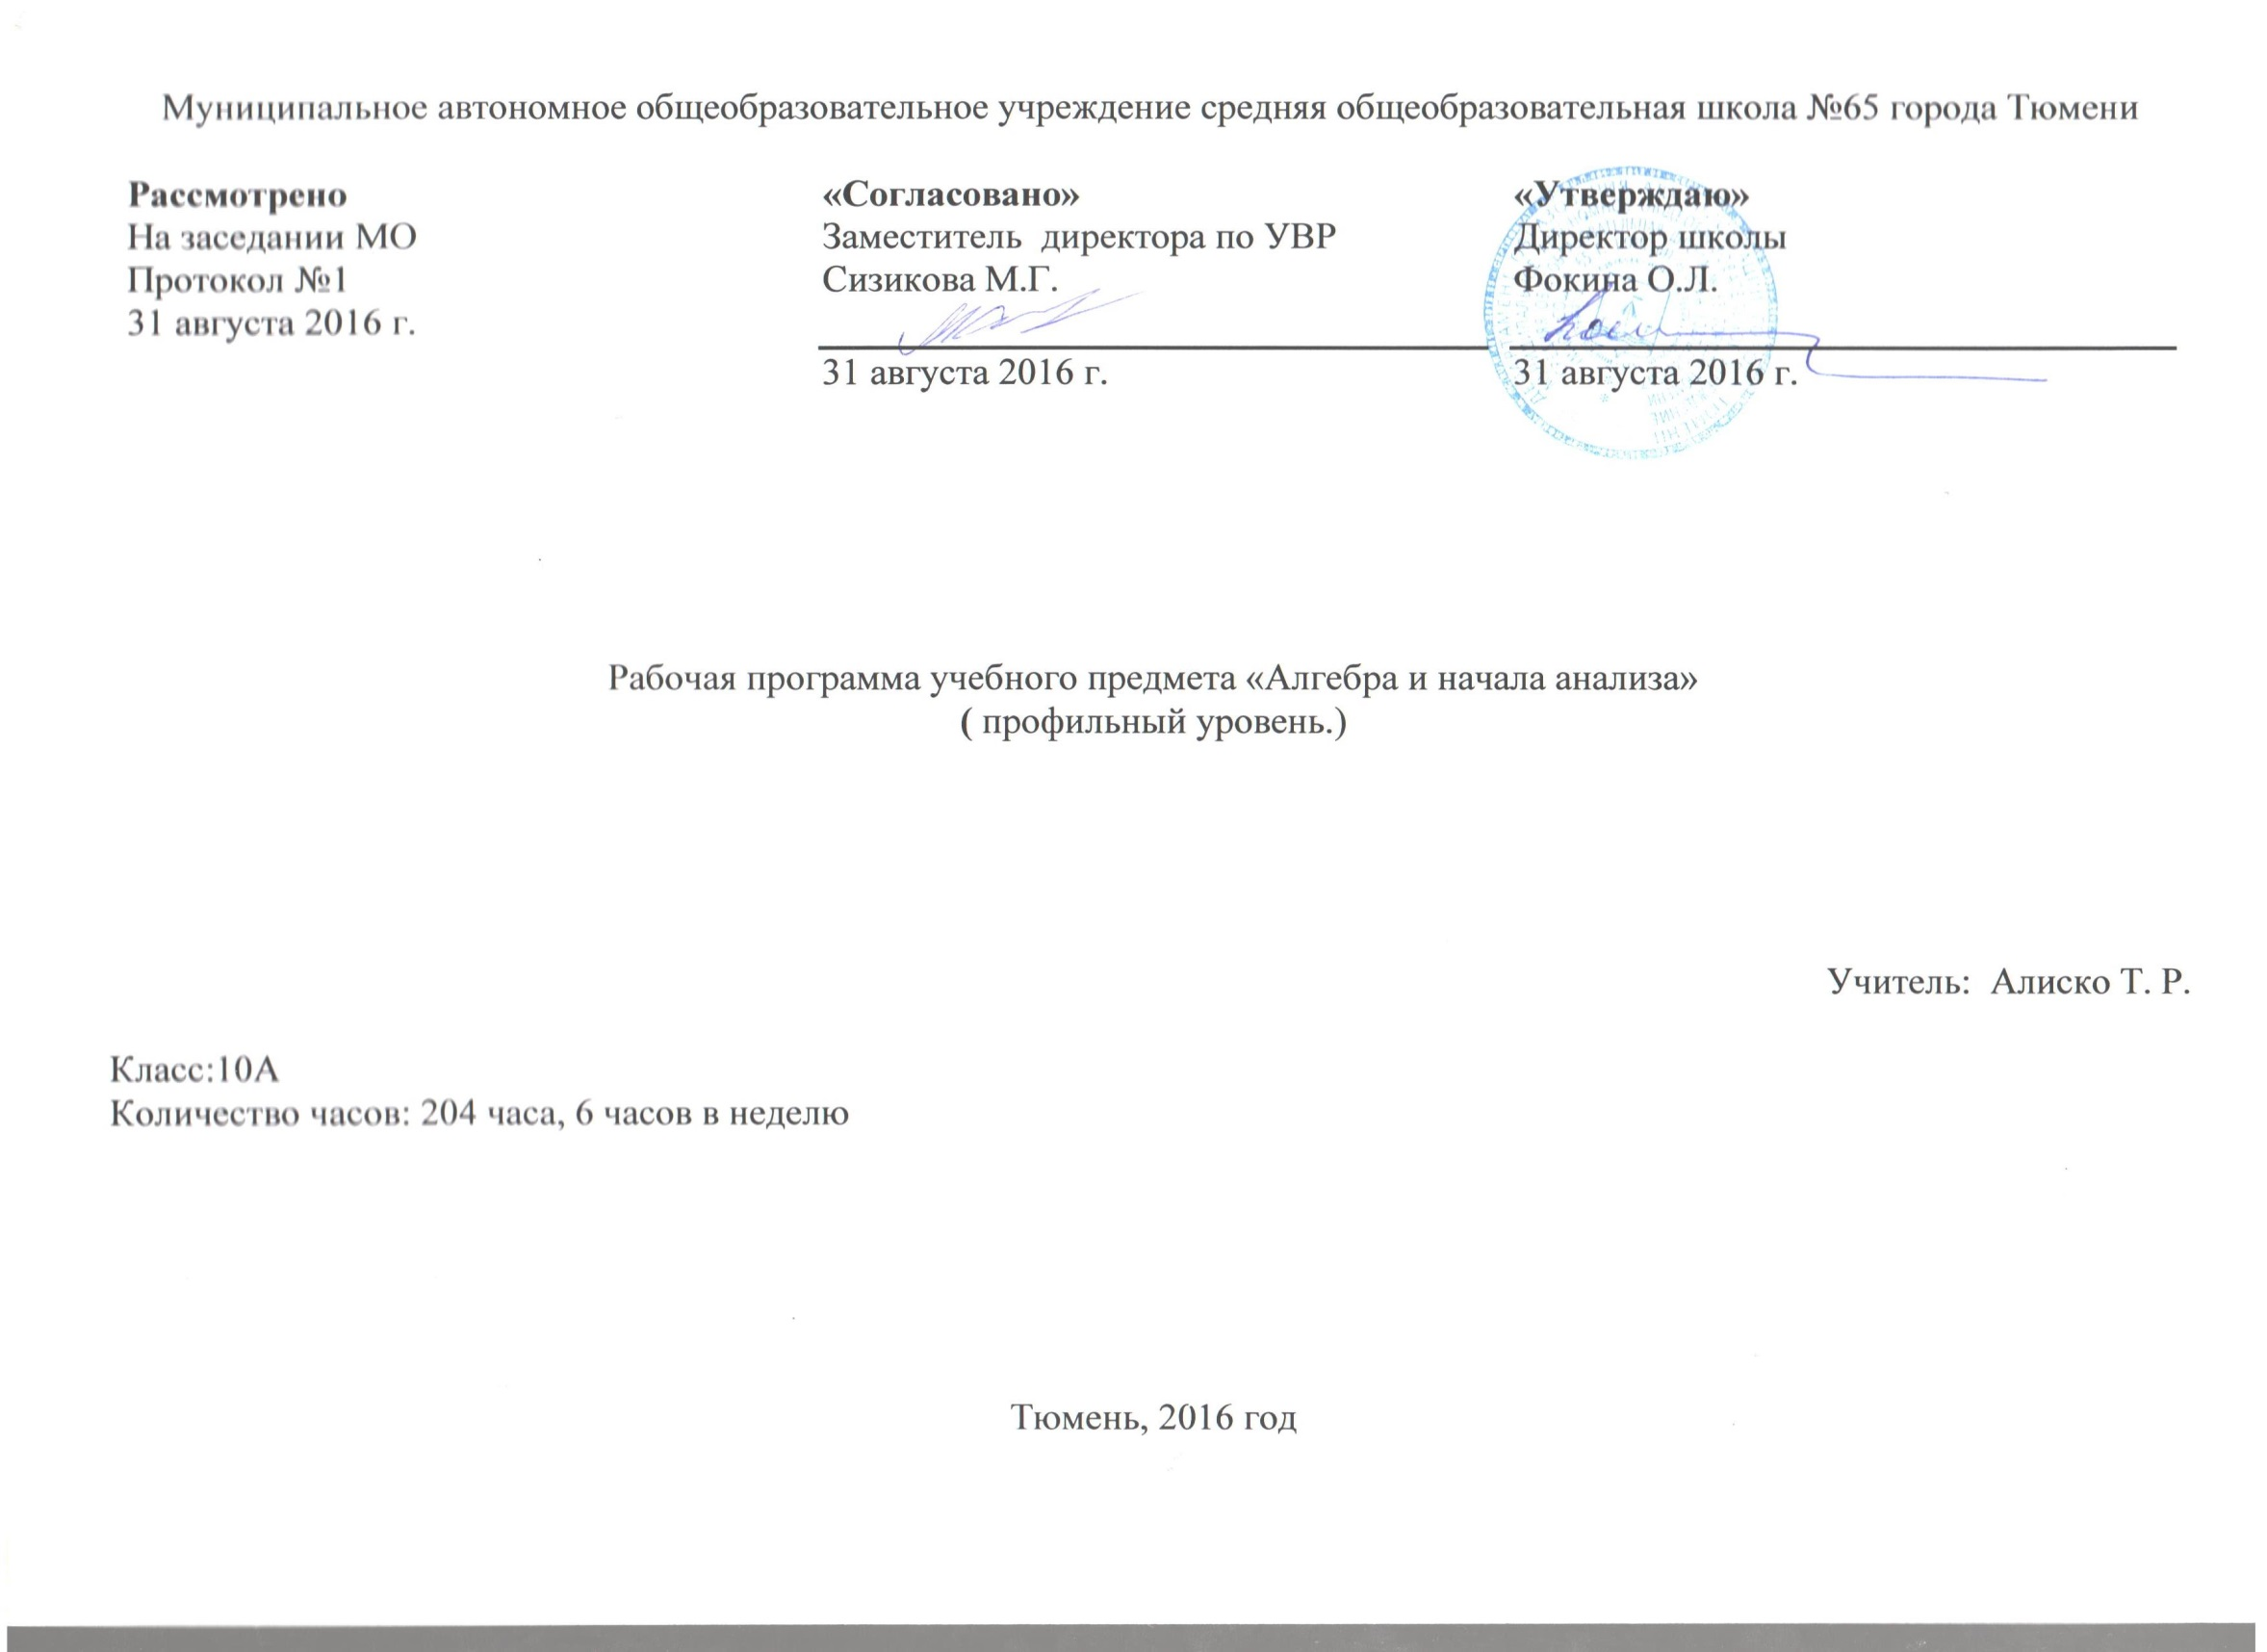 Муниципальное автономное общеобразовательное учреждение средняя общеобразовательная школа №65 города Тюмени
Рассмотрено
На заседании МО
Протокол №1
31 августа 2016 г.
«Согласовано»
Заместитель  директора по УВР
Сизикова М.Г.
31 августа 2016 г.
«Утверждаю»
Директор школы
Фокина О.Л.
31 августа 2016 г.
Рабочая программа учебного предмета «Алгебра и начала анализа»
( профильный уровень.)
Учитель:  Алиско Т. Р.
Класс:10А
Количество часов: 204 часа, 6 часов в неделю
Тюмень, 2016 год